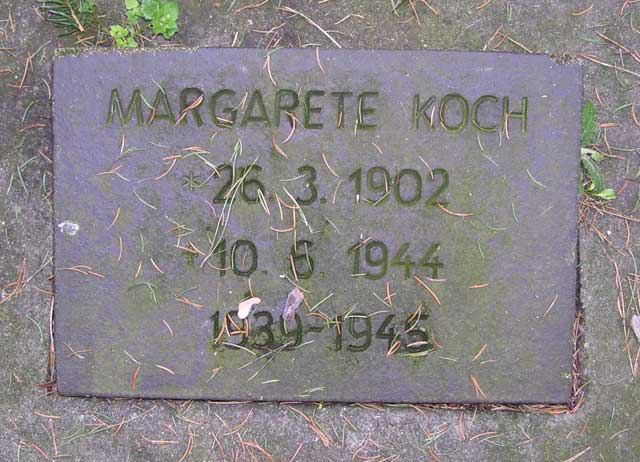 MARGARETE KOCH
* 26. 3. 1902
† 10. 6. 1944
1939-1945